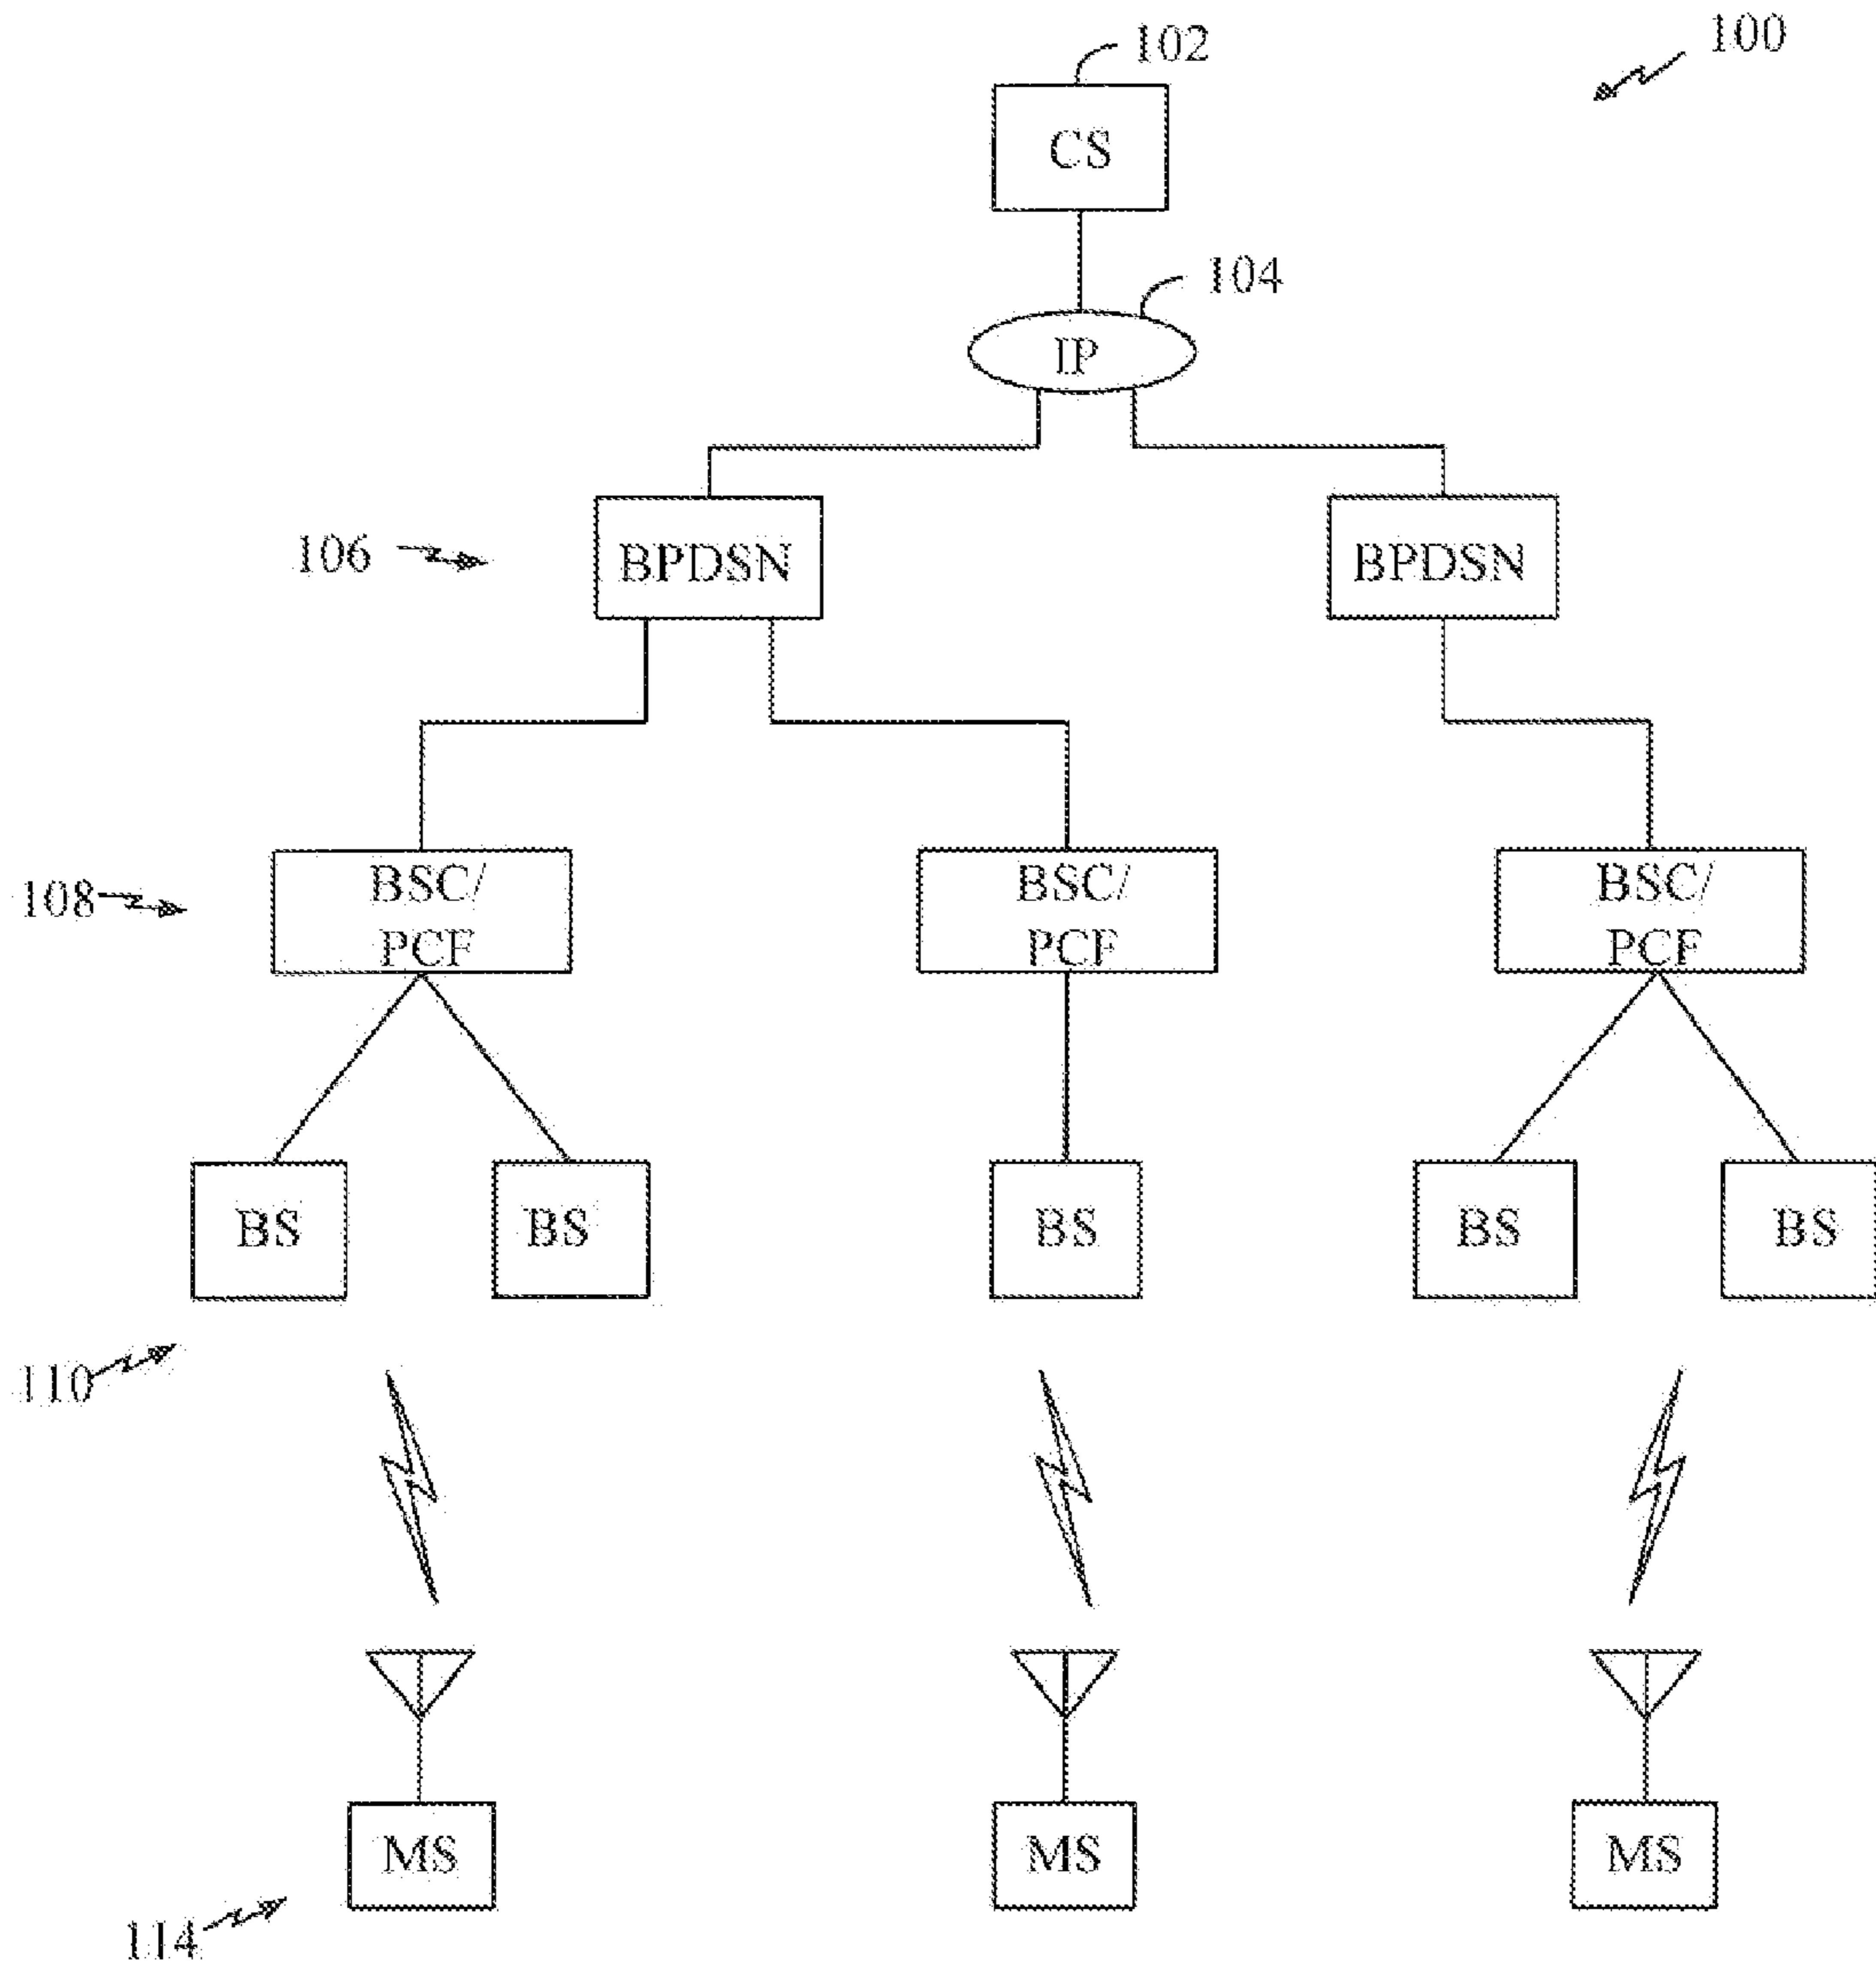 102
100
CS
104
IP
106
BPDSN
BPDSN
108
BSC/
PCF
BSC/
PCF
BSC/
PCF
BS
BS
BS
BS
BS
110
MS
MS
MS
114